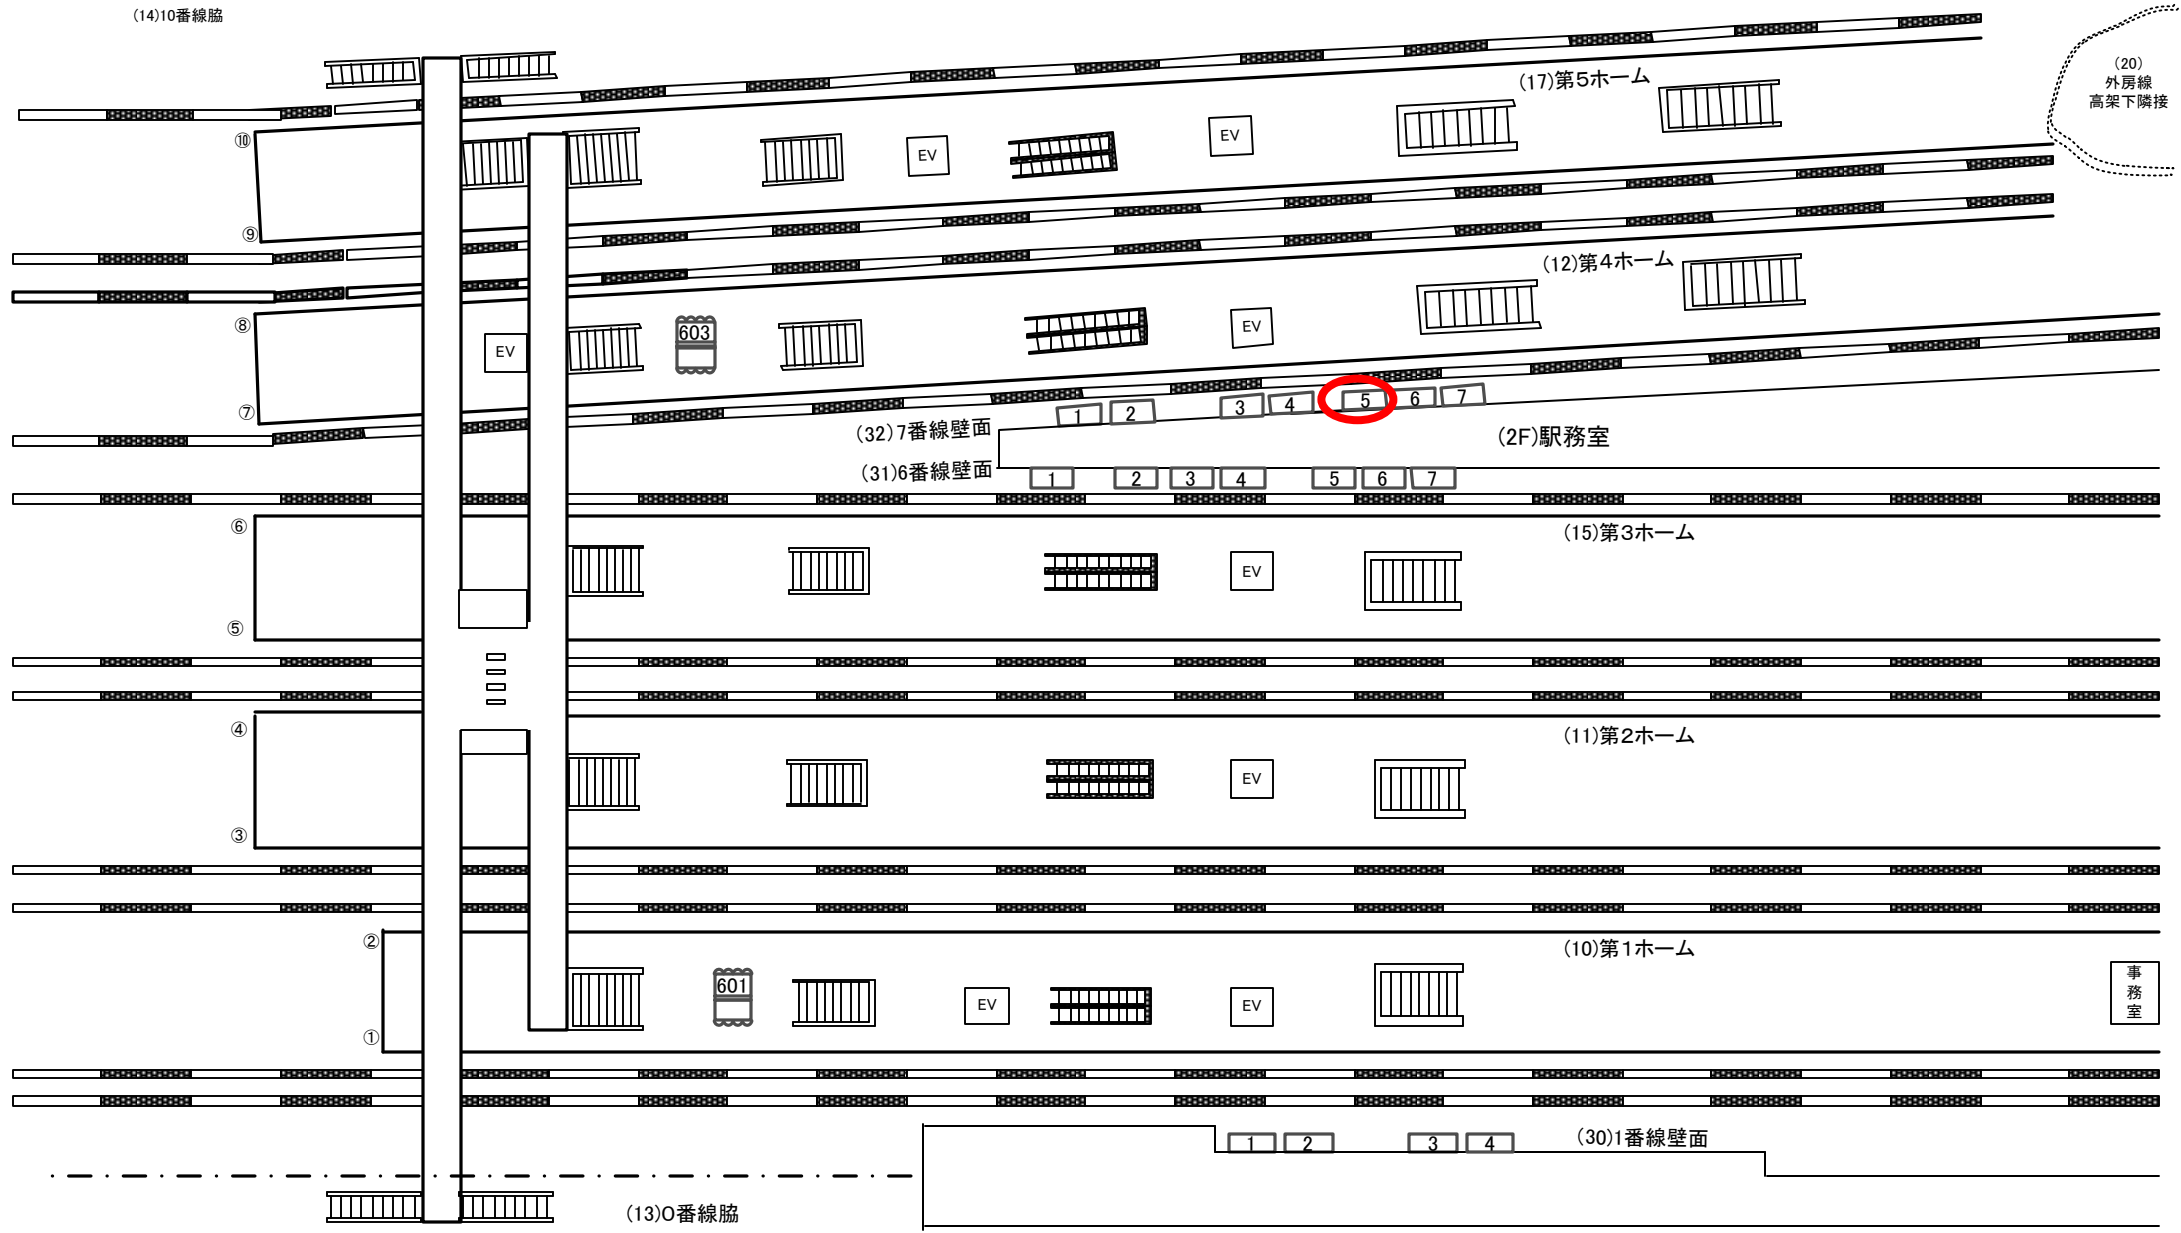 (14)10番線脇
(20)
外房線
高架下隣接
(17)第5ホーム
⑩
EV
EV
⑨
(12)第4ホーム
⑧
EV
603
EV
⑦
1
2
3
4
5
6
7
(32)7番線壁面
(2F)駅務室
(31)6番線壁面
1
2
3
4
5
6
7
⑥
(15)第3ホーム
EV
⑤
④
(11)第2ホーム
EV
③
②
(10)第1ホーム
601
EV
EV
事
務
室
①
1
2
3
4
(30)1番線壁面
(13)0番線脇